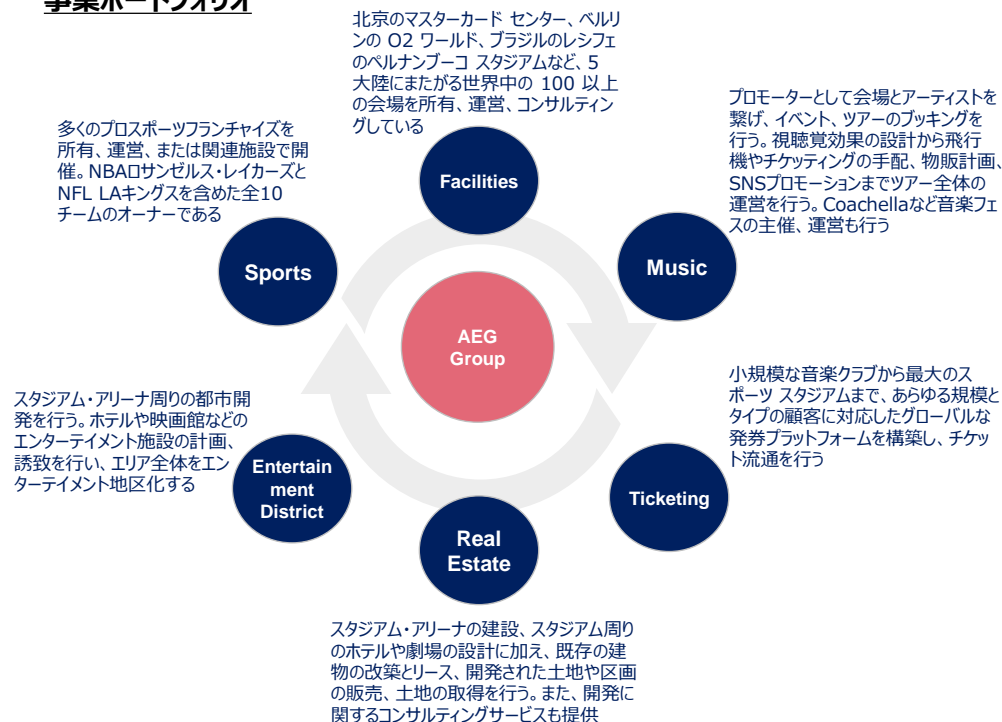 事業ポートフォリオ
北京のマスターカード センター、ベルリ
ンの O2 ワールド、ブラジルのレシフェ
のペルナンブーコ スタジアムなど、5
大陸にまたがる世界中の 100 以上
の会場を所有、運営、コンサルティン
グしている
Facilities
プロモーターとして会場とアーティストを
繋げ、イベント、ツアーのブッキングを
行う。視聴覚効果の設計から飛行
機やチケッティングの手配、物販計画、
SNSプロモーションまでツアー全体の
運営を行う。Coachellaなど音楽フェ
スの主催、運営も行う
Music
多くのプロスポーツフランチャイズを
所有、運営、または関連施設で開
催。NBAロサンゼルス・レイカーズと
NFL LAキングスを含めた全10
チームのオーナーである
Sports
AEG
Group
小規模な音楽クラブから最大のス
ポーツ スタジアムまで、あらゆる規模と
タイプの顧客に対応したグローバルな
発券プラットフォームを構築し、チケッ
ト流通を行う
Ticketing
スタジアム・アリーナ周りの都市開
発を行う。ホテルや映画館などの
エンターテイメント施設の計画、
誘致を行い、エリア全体をエン
ターテイメント地区化する
Entertain
ment
District
Real
Estate
スタジアム・アリーナの建設、スタジアム周り
のホテルや劇場の設計に加え、既存の建
物の改築とリース、開発された土地や区画
の販売、土地の取得を行う。また、開発に
関するコンサルティングサービスも提供